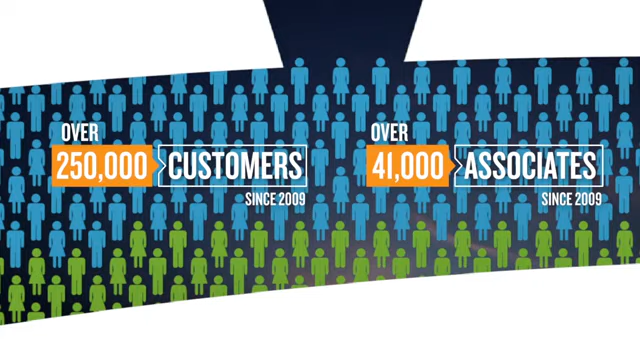 OVER
250,000 CUSTOMERS
SINCE 2009
OVER
41,000 ASSOCIATES
SINCE 2009